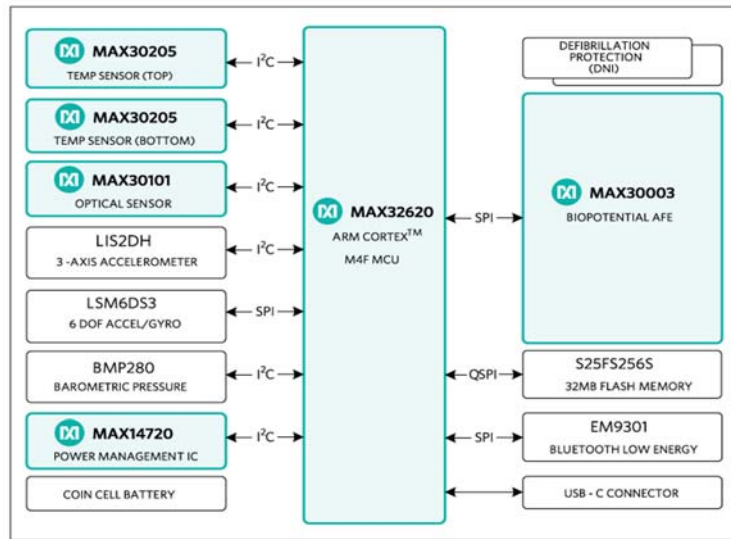 MAX30205
TEMP SENSOR (TOP)
I²C
MAX30205
TEMP SENSOR (BOTTOM)
I²C
MAX30101
OPTICAL SENSOR
I²C
LIS2DH
3 -AXIS ACCELEROMETER
I²C
LSM6DS3
6 DOF ACCEL/GYRO
SPI
BMP280
BAROMETRIC PRESSURE
I²C
MAX14720
POWER MANAGEMENT IC
I²C
COIN CELL BATTERY
MAX32620
ARM CORTEX™
M4F MCU
DEFIBRILLATION
PROTECTION
(DNI)
SPI
MAX30003
BIOPOTENTIAL AFE
QSPI
S25FS256S
32MB FLASH MEMORY
SPI
EM9301
BLUETOOTH LOW ENERGY
USB - C CONNECTOR